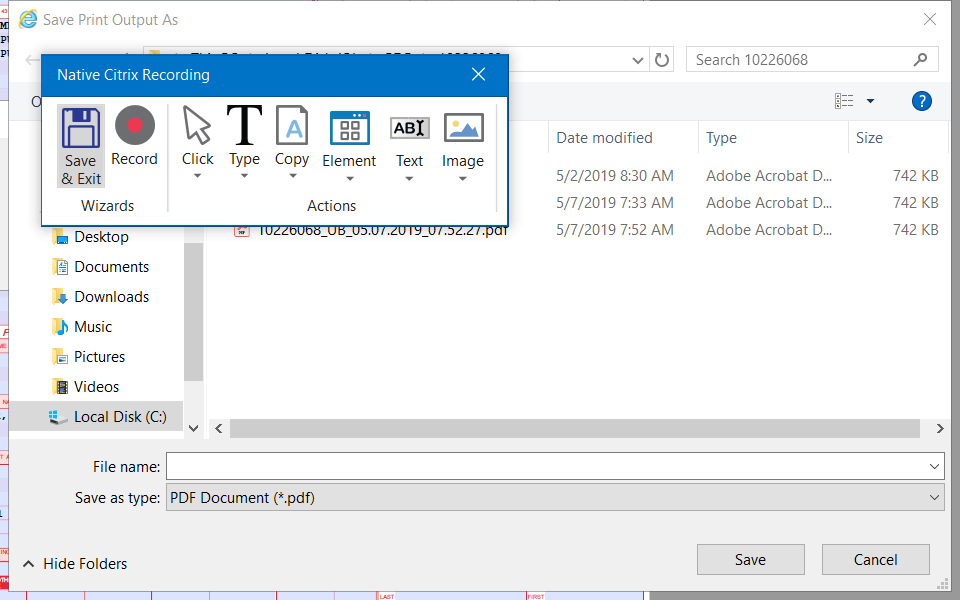 Save Print Output As
Search 10226068
Native Citrix Recording
Save & Exit
Record
Click
Type
Copy
Element
Text
Image
Wizards
Actions
Date modified
Type
Size
5/2/2019 8:30 AM
Adobe Acrobat D...
742 KB
5/7/2019 7:33 AM
Adobe Acrobat D...
742 KB
10226068_UB_05.07.2019_07.52.27.pdf
5/7/2019 7:52 AM
Adobe Acrobat D...
742 KB
Desktop
Documents
Downloads
Music
Pictures
Videos
Local Disk (C:)
File name:
Save as type:
PDF Document (*.pdf)
Hide Folders
Save
Cancel
LAST
FIRST